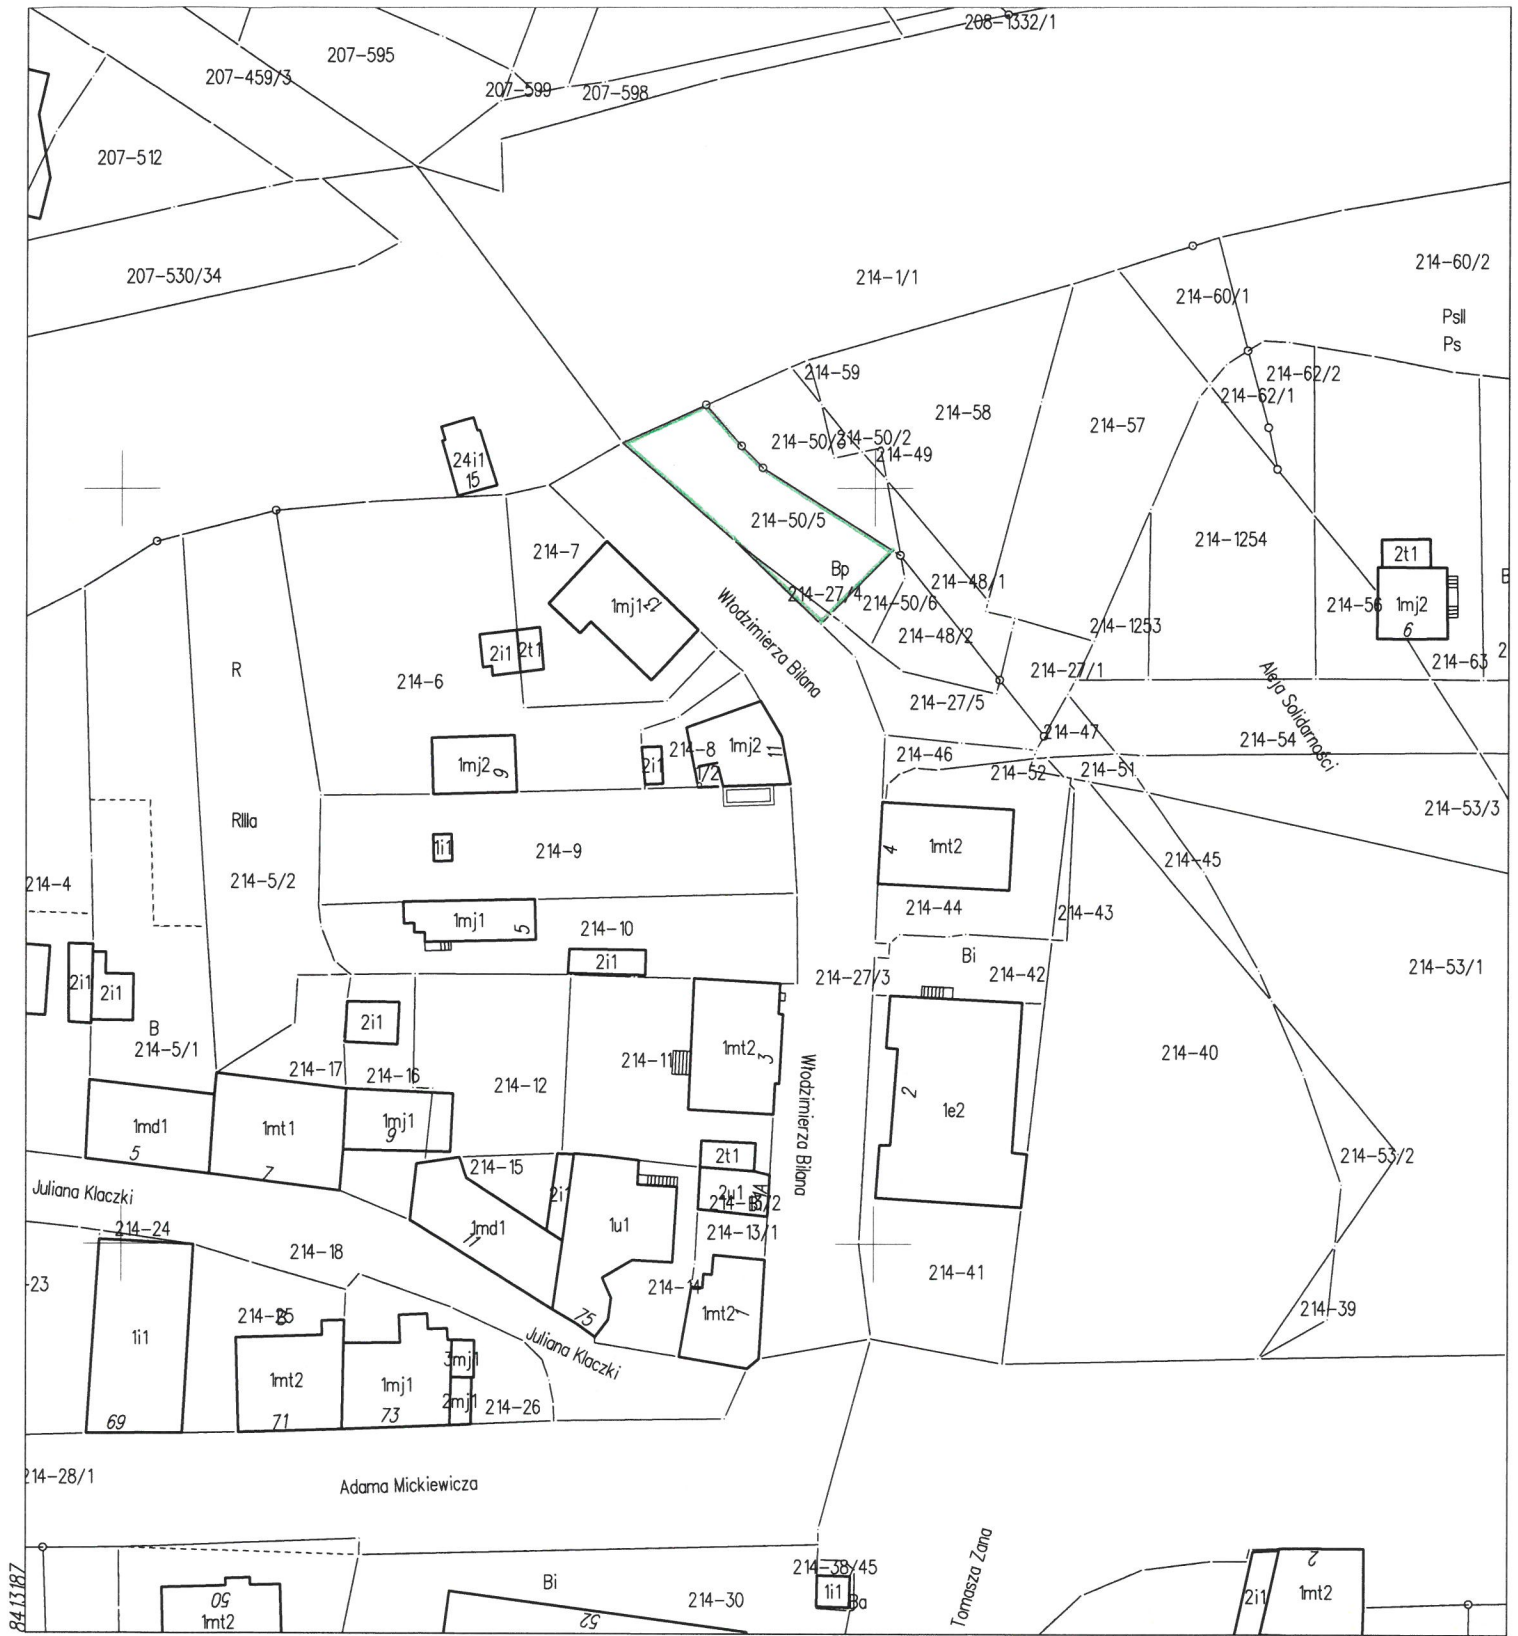 208-1332/1
207-595
207-459/3
207-599
207-598
207-512
207-530/34
214-1/1
214-60/2
214-60/1
PsII
Ps
214-59
214-62/2
214-62/1
214-58
214-57
214-50/2
214-49
24i1
15
214-50/5
214-7
214-1254
2t1
Bp
214-48/1
214-27/4
214-50/6
1mj1
13
214-56
1mj2
6
Włodzimierza Bilana
214-48/2
214-1253
2i1
2t1
214-63
R
214-6
214-27/1
Aleja Solidarności
214-27/5
214-47
214-54
214-8
1mj2
11
214-46
1mj2
9
2i1
1/2
214-52
214-51
214-53/3
RIIIa
1i1
214-9
4
1mt2
214-45
214-4
214-5/2
214-44
214-43
1mj1
5
214-10
2i1
Bi
214-27/3
214-42
214-53/1
2i1
2i1
2i1
B
214-5/1
214-17
214-16
214-12
214-11
1mt2
3
214-40
Włodzimierza Bilana
2
1e2
1md1
5
1mt1
7
1mj1
9
2t1
214-15
214-53/2
2i1
2u1
Juliana Klaczki
214-24
214-18
1md1
11
1u1
214-13/1
214-41
-23
214-14
214-39
1i1
214-25
75
1mt2
1
Juliana Klaczki
3mj1
1mt2
1mj1
2mj1
214-26
69
71
73
214-28/1
Adama Mickiewicza
Tomasza Zana
214-38/45
Bi
214-30
1i1
Ba
50
1mt2
52
2i1
2
1mt2
8413187